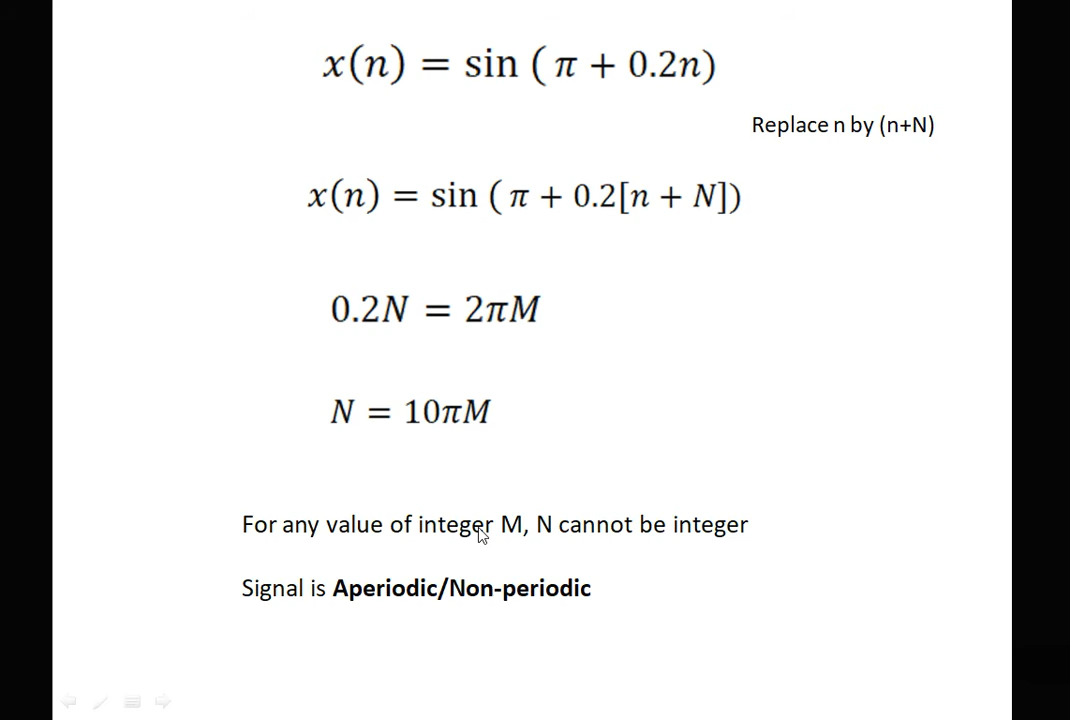 x(n) = sin ( π + 0.2n)
Replace n by (n+N)
x(n) = sin ( π + 0.2[n + N])
0.2N = 2πM
N = 10πM
For any value of integer M, N cannot be integer
Signal is Aperiodic/Non-periodic